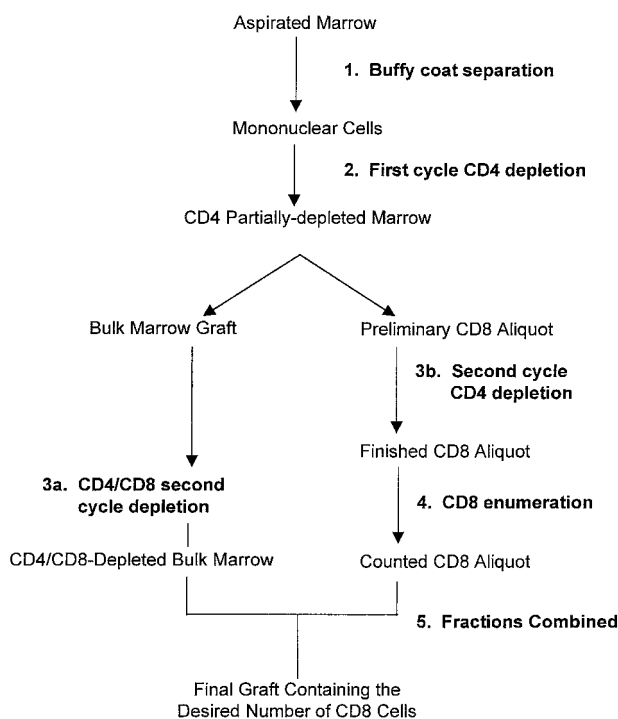 Aspirated Marrow
1. Buffy coat separation
Mononuclear Cells
2. First cycle CD4 depletion
CD4 Partially-depleted Marrow
Bulk Marrow Graft
Preliminary CD8 Aliquot
3b. Second cycle
CD4 depletion
Finished CD8 Aliquot
3a. CD4/CD8 second
cycle depletion
4. CD8 enumeration
CD4/CD8-Depleted Bulk Marrow
Counted CD8 Aliquot
5. Fractions Combined
Final Graft Containing the
Desired Number of CD8 Cells